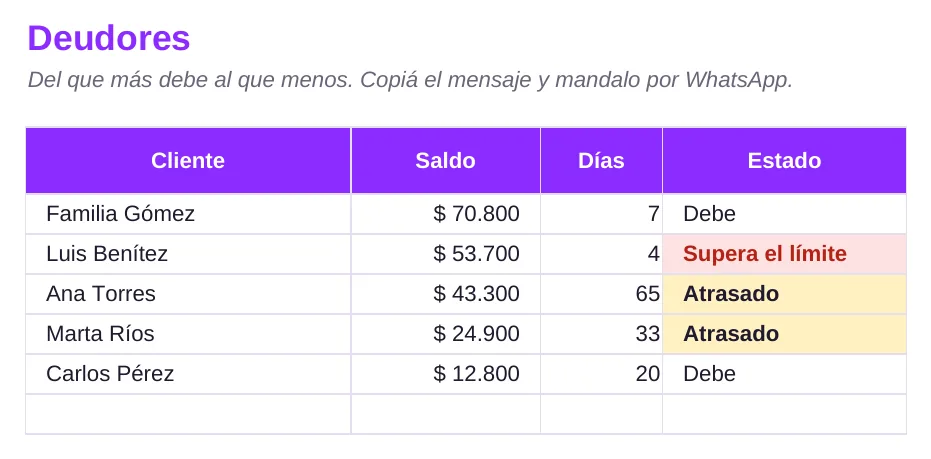 Deudores
Del que más debe al que menos. Copiá el mensaje y mandalo por WhatsApp.
Cliente Saldo Días Estado
Familia Gómez $ 70.800 7 Debe
Luis Benítez $ 53.700 4 Supera el límite
Ana Torres $ 43.300 65 Atrasado
Marta Ríos $ 24.900 33 Atrasado
Carlos Pérez $ 12.800 20 Debe